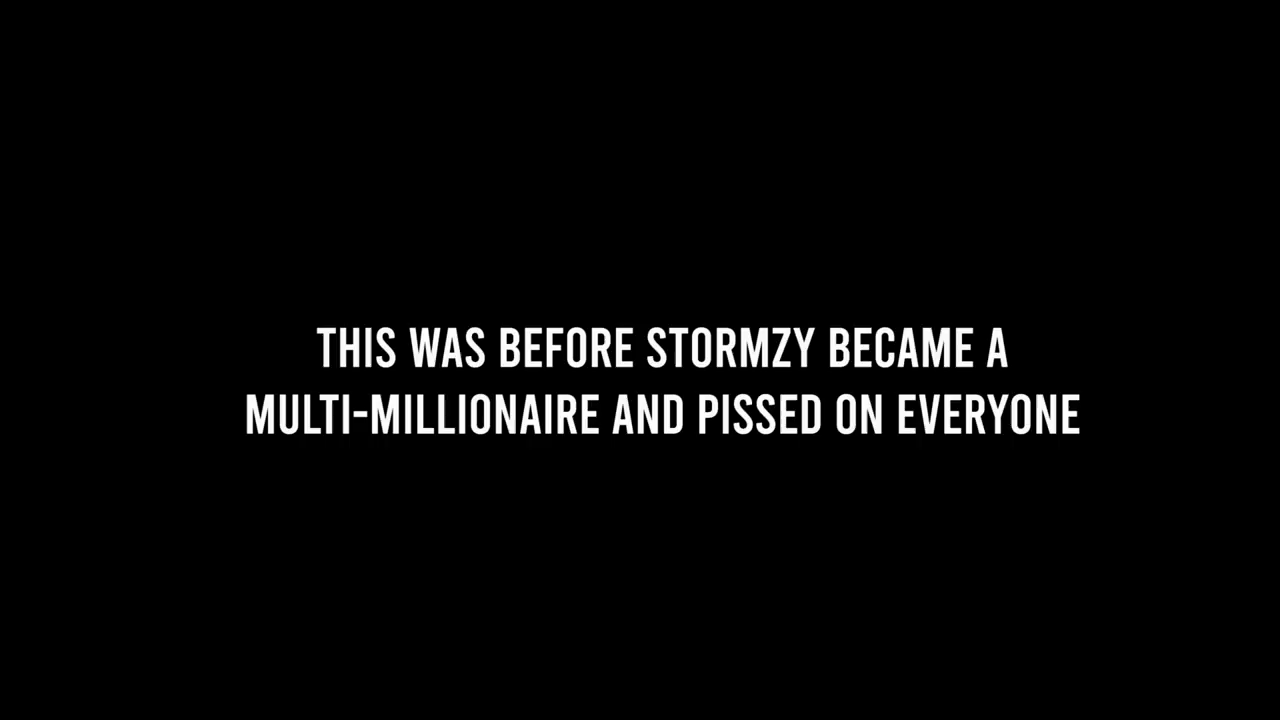 THIS WAS BEFORE STORMZY BECAME A
MULTI-MILLIONAIRE AND PISSED ON EVERYONE